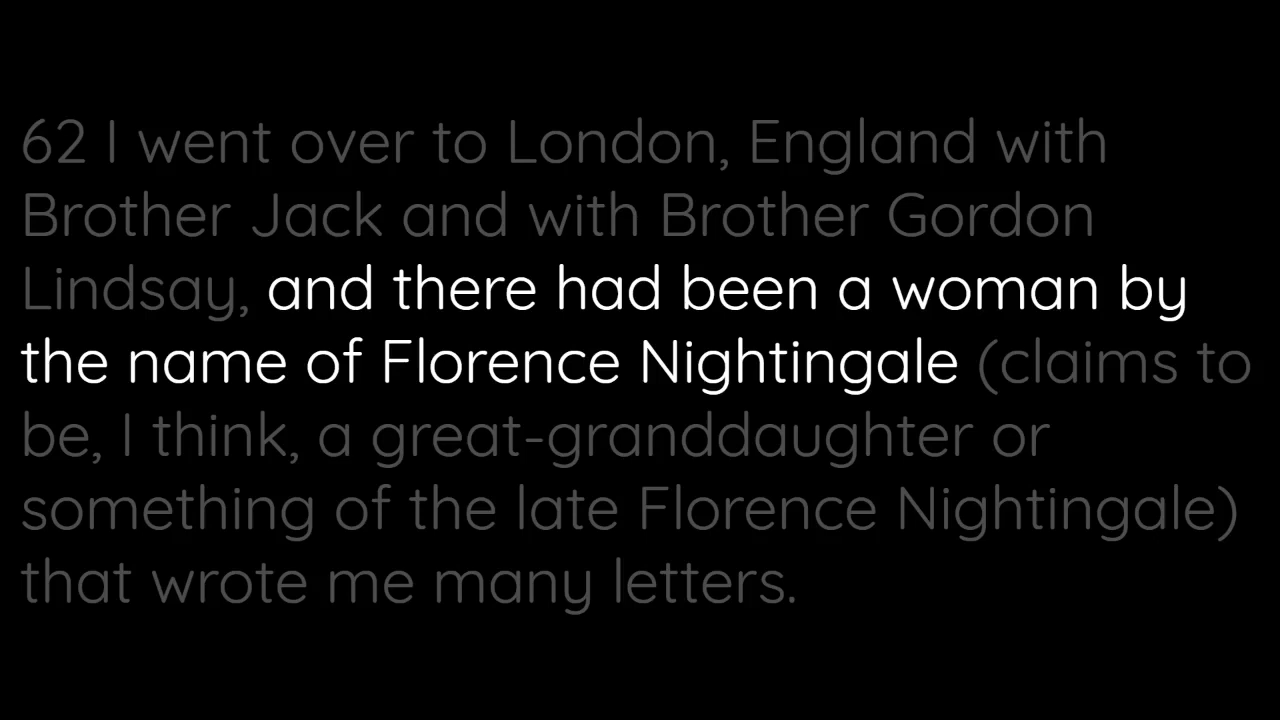 62 I went over to London, England with
Brother Jack and with Brother Gordon
Lindsay, and there had been a woman by
the name of Florence Nightingale (claims to
be, I think, a great-granddaughter or
something of the late Florence Nightingale)
that wrote me many letters.